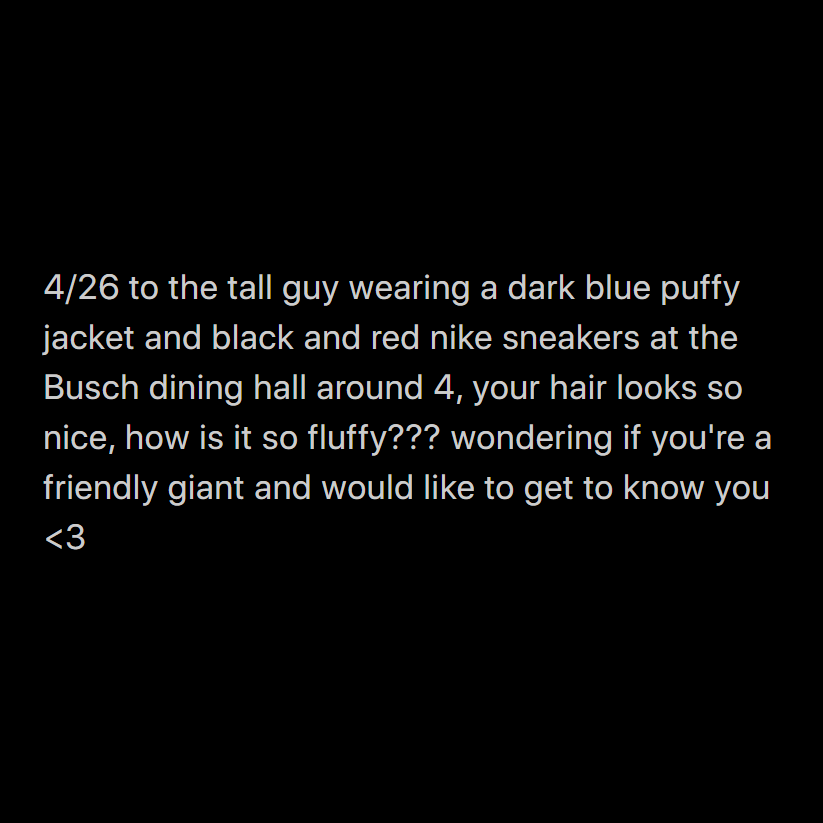 4/26 to the tall guy wearing a dark blue puffy
jacket and black and red nike sneakers at the
Busch dining hall around 4, your hair looks so
nice, how is it so fluffy??? wondering if you're a
friendly giant and would like to get to know you
<3